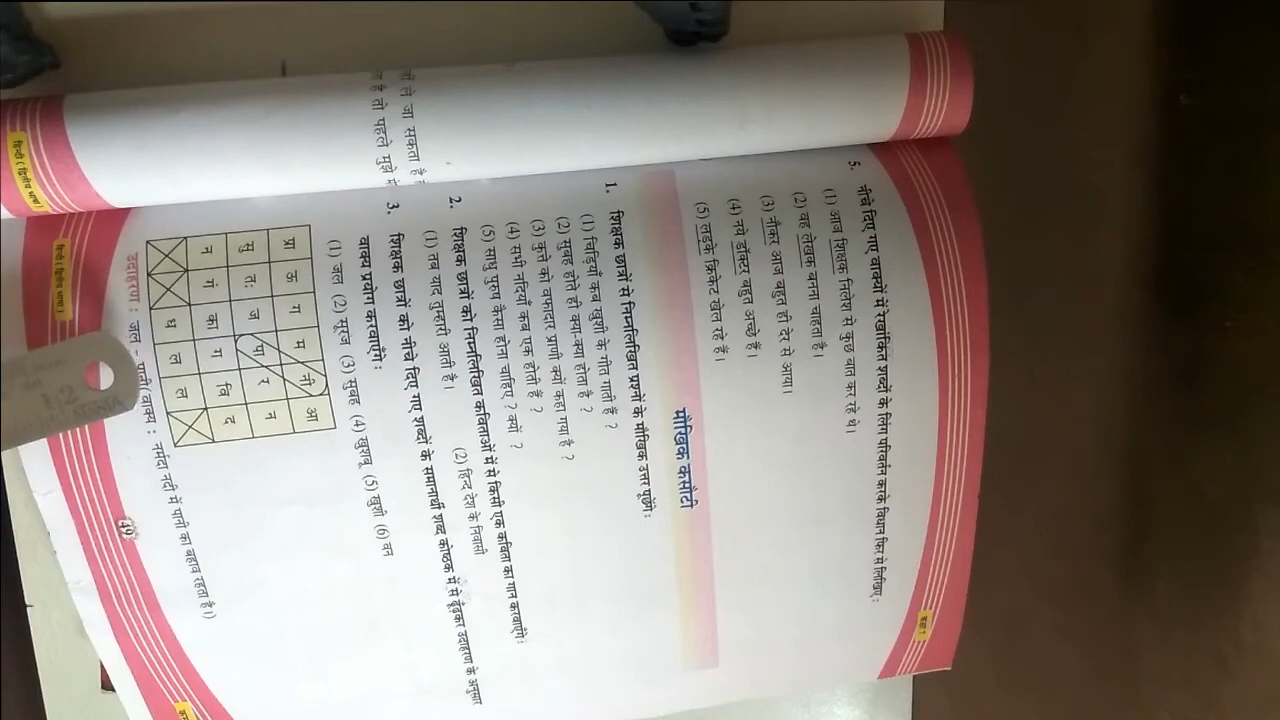 कक्षा 7
5. नीचे दिए गए वाक्यों में रेखांकित शब्दों के लिंग परिवर्तन करके विधान फिर से लिखिए :
(1) आज शिक्षक निलेश से कुछ बात कर रहे थे।
(2) वह लेखक बनना चाहता है।
(3) नौकर आज बहुत ही देर से आया।
(4) नये डॉक्टर बहुत अच्छे हैं।
(5) लड़के क्रिकेट खेल रहे हैं।
मौखिक कसौटी
1. शिक्षक छात्रों से निम्नलिखित प्रश्नों के मौखिक उत्तर पूछेंगे :
(1) चिड़ियाँ कब खुशी के गीत गाती हैं ?
(2) सुबह होते ही क्या-क्या होता है ?
(3) कुत्ते को वफादार प्राणी क्यों कहा गया है ?
(4) सभी नदियाँ कब एक होती हैं ?
(5) साधु पुरुष कैसा होना चाहिए ? क्यों ?
2. शिक्षक छात्रों को निम्नलिखित कविताओं में से किसी एक कविता का गान करवाएँगे :
(1) तब याद तुम्हारी आती है। (2) हिन्द देश के निवासी
3. शिक्षक छात्रों को नीचे दिए गए शब्दों के समानार्थी शब्द कोष्ठक में से ढूँढ़कर उदाहरण के अनुसार
वाक्य प्रयोग करवाएँगे :
(1) जल (2) सूरज (3) सुबह (4) खुशबू (5) खुशी (6) वन
प्रा ऊ ग म नी आ
सु तः ज पा र न
न गं का ग वि द
ध ल ल
उदाहरण : जल - पानी (वाक्य : नर्मदा नदी में पानी का बहाव रहता है।)
हिन्दी (द्वितीय भाषा)
49
हिन्दी (द्वितीय भाषा)